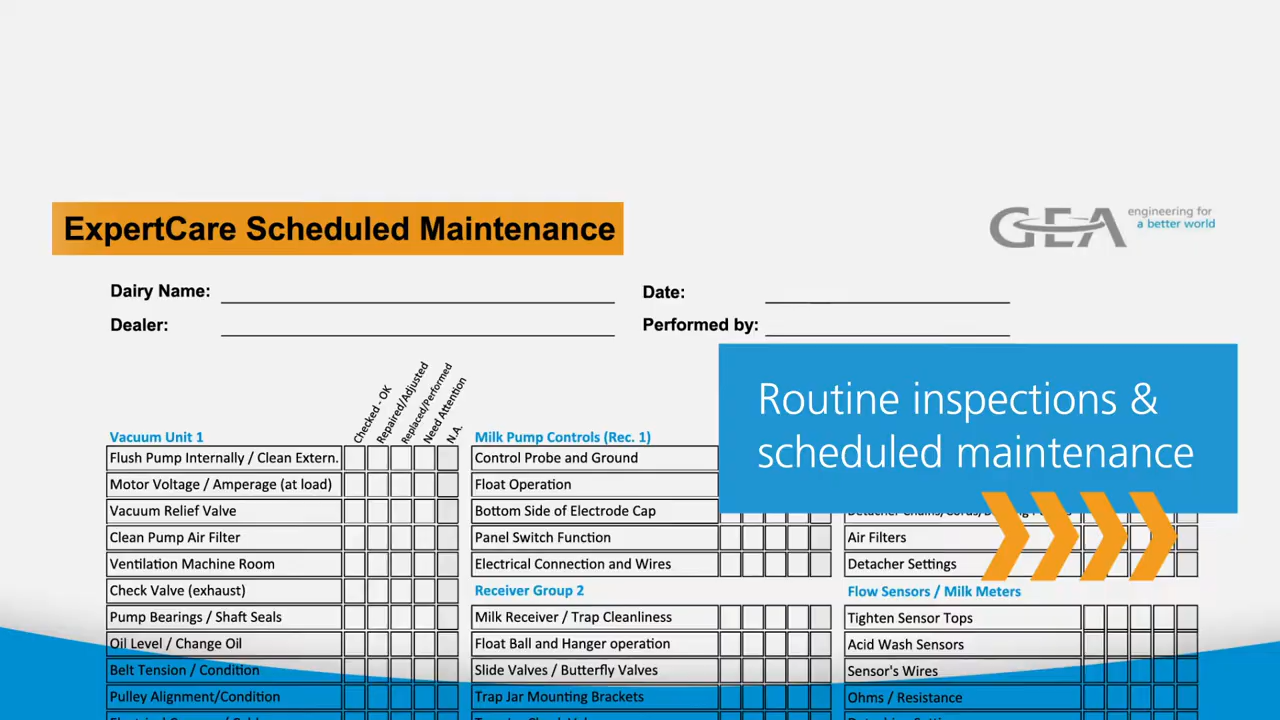 ExpertCare Scheduled Maintenance
GEA engineering for
a better world
Dairy Name:
Date:
Dealer:
Performed by:
Routine inspections &
scheduled maintenance
Checked - OK
Repaired/Adjusted
Replaced/Performed
Need Attention
N.A.
Vacuum Unit 1
Flush Pump Internally / Clean Extern.
Motor Voltage / Amperage (at load)
Vacuum Relief Valve
Clean Pump Air Filter
Ventilation Machine Room
Check Valve (exhaust)
Pump Bearings / Shaft Seals
Oil Level / Change Oil
Belt Tension / Condition
Pulley Alignment/Condition
Milk Pump Controls (Rec. 1)
Control Probe and Ground
Float Operation
Bottom Side of Electrode Cap
Panel Switch Function
Electrical Connection and Wires
Receiver Group 2
Milk Receiver / Trap Cleanliness
Float Ball and Hanger operation
Slide Valves / Butterfly Valves
Trap Jar Mounting Brackets
Air Filters
Detacher Settings
Flow Sensors / Milk Meters
Tighten Sensor Tops
Acid Wash Sensors
Sensor's Wires
Ohms / Resistance